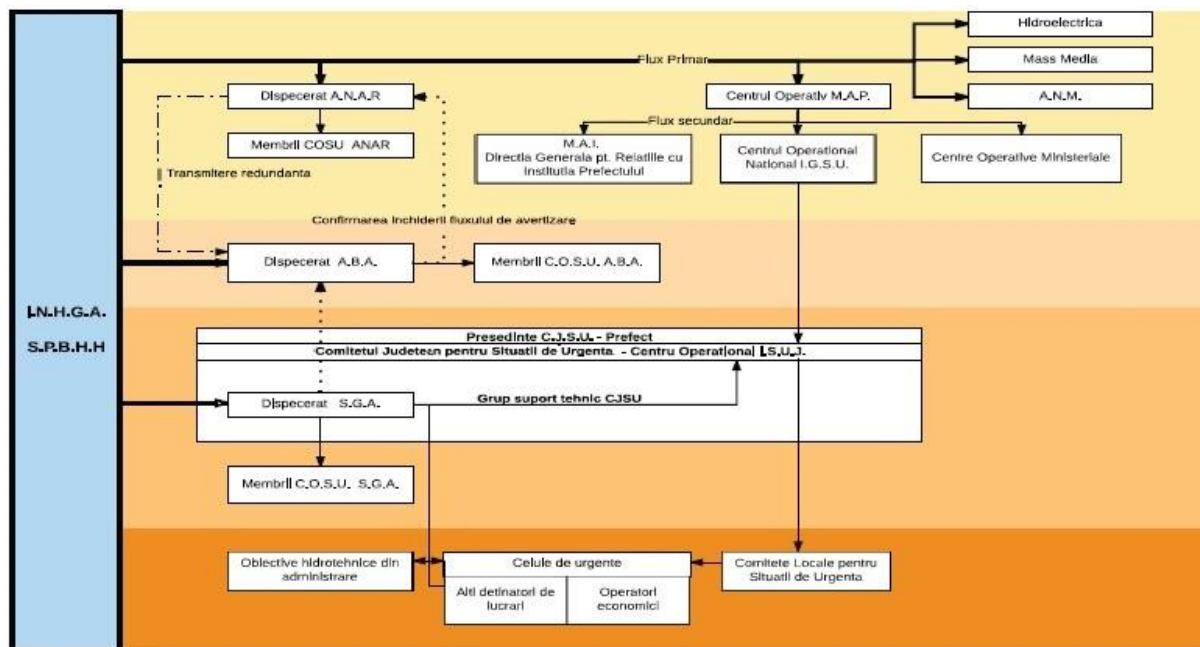 Hidroelectrica
Flux Primar
Mass Media
Dispecerat A.N.A.R
Centrul Operativ M.A.P.
A.N.M.
Flux secundar
Membrii COSU ANAR
M.A.I.
Directia Generala pt. Relatiile cu
Institutia Prefectului
Centrul Operational
National I.G.S.U.
Centre Operative Ministeriale
Transmitere redundanta
Confirmarea inchiderii fluxului de avertizare
Dispecerat A.B.A.
Membrii C.O.S.U. A.B.A.
I.N.H.G.A.
S.P.B.H.H
Presedinte C.J.S.U. - Prefect
Comitetul Judetean pentru Situatii de Urgenta - Centru Operational I.S.U.J.
Dispecerat S.G.A.
Grup suport tehnic CJSU
Membrii C.O.S.U. S.G.A.
Obiective hidrotehnice din
administrare
Celule de urgente
Comitete Locale pentru
Situatii de Urgenta
Alti detinatori de
lucrari
Operatori
economici